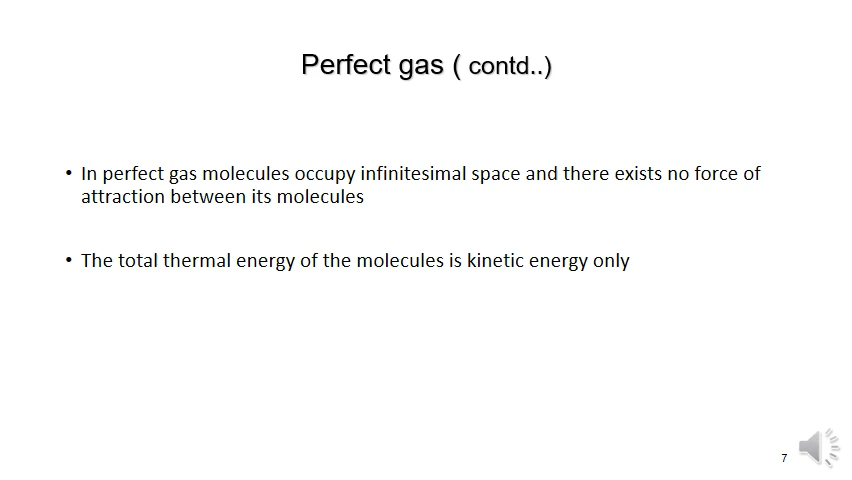 Perfect gas ( contd..)
• In perfect gas molecules occupy infinitesimal space and there exists no force of
attraction between its molecules
• The total thermal energy of the molecules is kinetic energy only
7